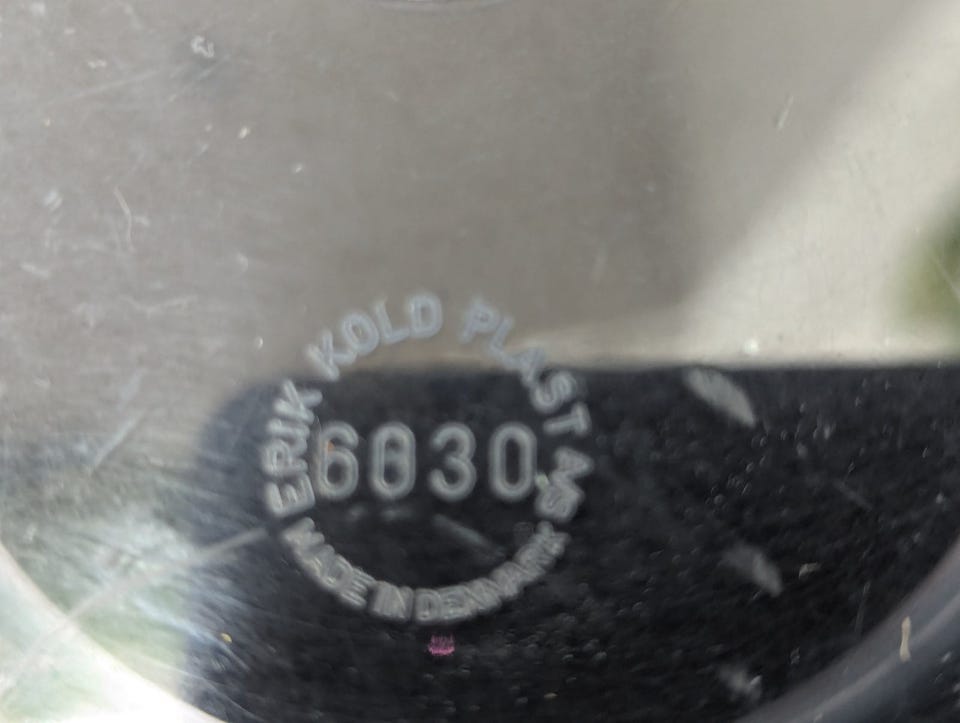 ERIK KOLD PLAST A/S
6030
MADE IN DENMARK